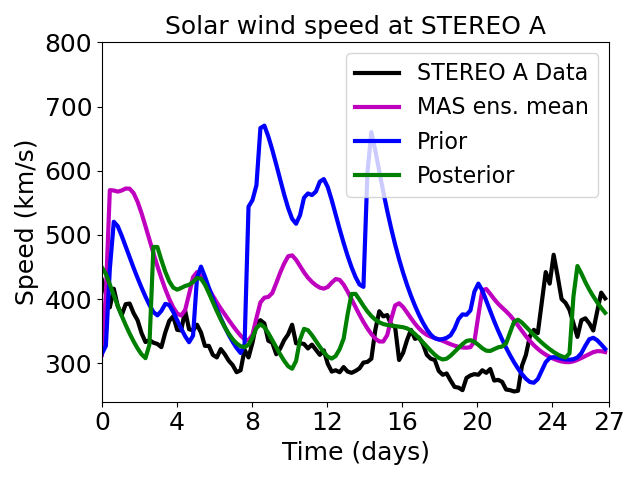 Solar wind speed at STEREO A
800
700
600
500
400
300
Speed (km/s)
STEREO A Data
MAS ens. mean
Prior
Posterior
0 4 8 12 16 20 24 27
Time (days)